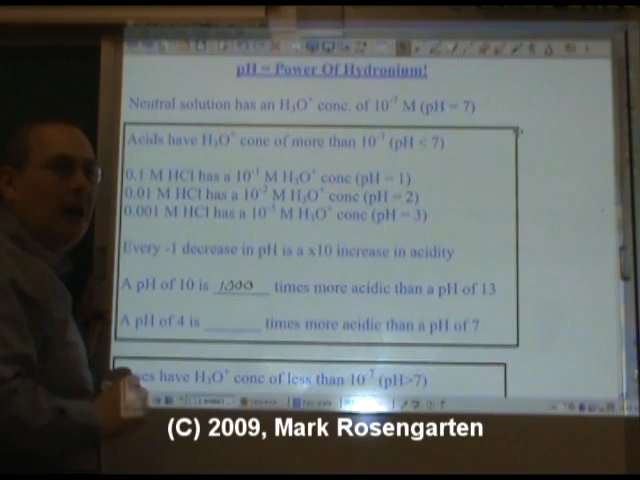 pH = Power Of Hydronium!
Neutral solution has an H₃O⁺ conc. of 10⁻⁷ M (pH = 7)
Acids have H₃O⁺ conc of more than 10⁻⁷ (pH < 7)
0.1 M HCl has a 10⁻¹ M H₃O⁺ conc (pH = 1)
0.01 M HCl has a 10⁻² M H₃O⁺ conc (pH = 2)
0.001 M HCl has a 10⁻³ M H₃O⁺ conc (pH = 3)
Every -1 decrease in pH is a x10 increase in acidity
A pH of 10 is 1000 times more acidic than a pH of 13
A pH of 4 is ______ times more acidic than a pH of 7
have H₃O⁺ conc of less than 10⁻⁷ (pH>7)
(C) 2009, Mark Rosengarten